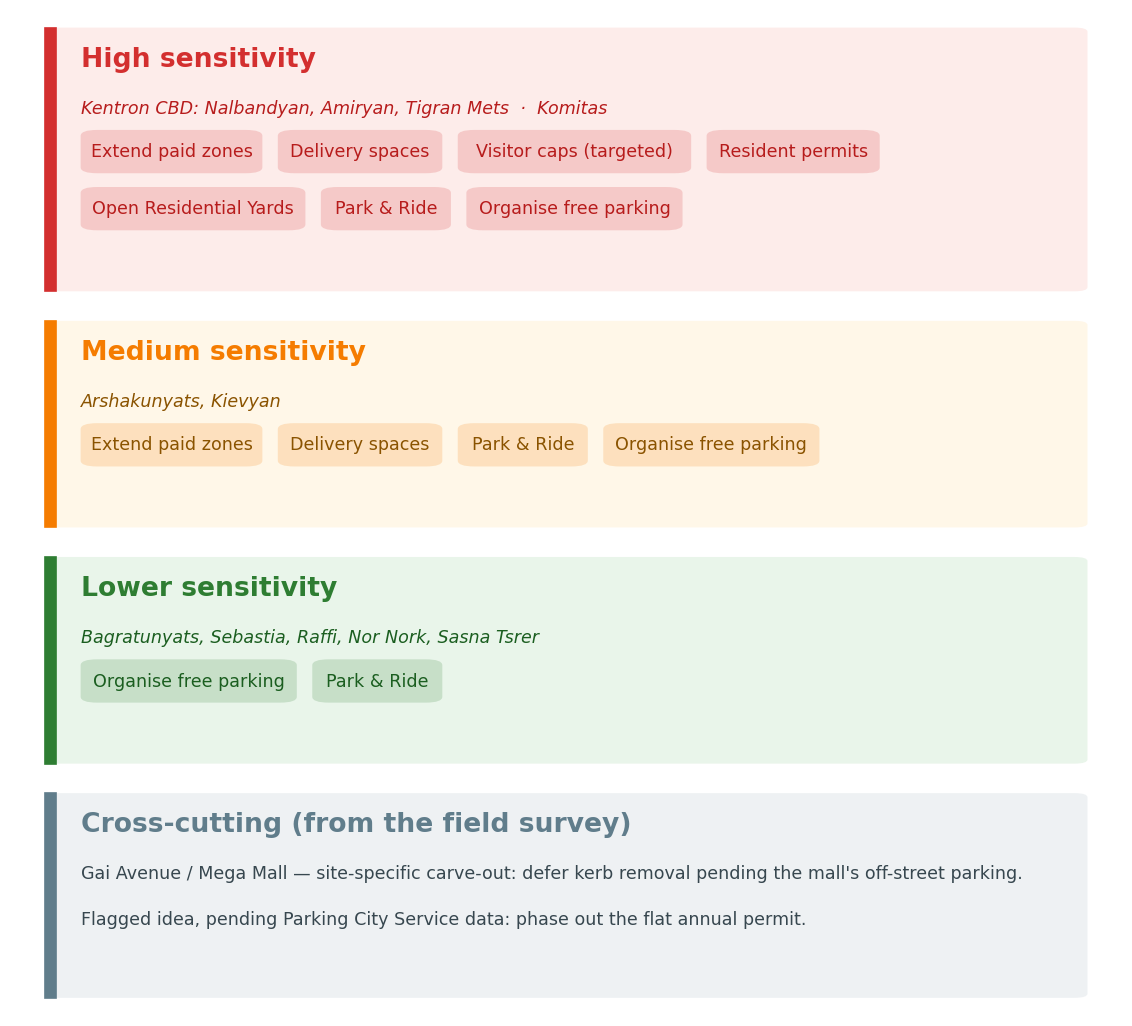 High sensitivity
Kentron CBD: Nalbandyan, Amiryan, Tigran Mets · Komitas
Extend paid zones Delivery spaces Visitor caps (targeted) Resident permits
Open Residential Yards Park & Ride Organise free parking
Medium sensitivity
Arshakunyats, Kievyan
Extend paid zones Delivery spaces Park & Ride Organise free parking
Lower sensitivity
Bagratunyats, Sebastia, Raffi, Nor Nork, Sasna Tsrer
Organise free parking Park & Ride
Cross-cutting (from the field survey)
Gai Avenue / Mega Mall — site-specific carve-out: defer kerb removal pending the mall's off-street parking.
Flagged idea, pending Parking City Service data: phase out the flat annual permit.